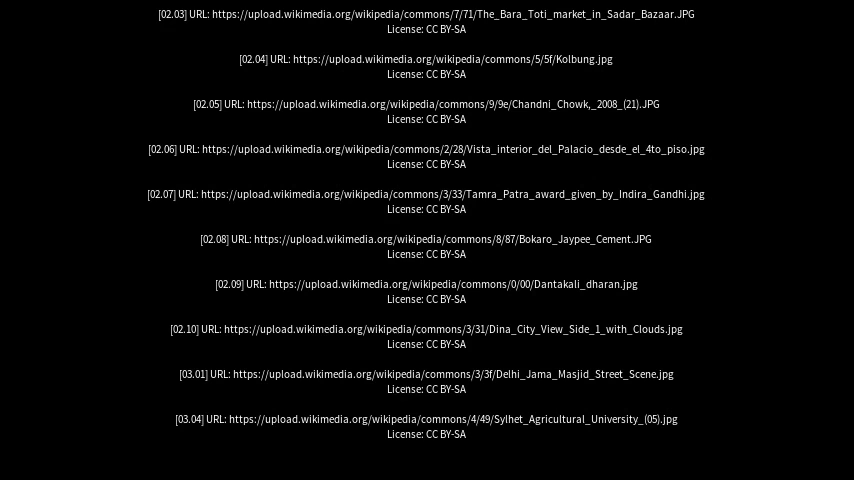 [02.03] URL: https://upload.wikimedia.org/wikipedia/commons/7/71/The_Bara_Toti_market_in_Sadar_Bazaar.JPG
License: CC BY-SA
[02.04] URL: https://upload.wikimedia.org/wikipedia/commons/5/5f/Kolbung.jpg
License: CC BY-SA
[02.05] URL: https://upload.wikimedia.org/wikipedia/commons/9/9e/Chandni_Chowk,_2008_(21).JPG
License: CC BY-SA
[02.06] URL: https://upload.wikimedia.org/wikipedia/commons/2/28/Vista_interior_del_Palacio_desde_el_4to_piso.jpg
License: CC BY-SA
[02.07] URL: https://upload.wikimedia.org/wikipedia/commons/3/33/Tamra_Patra_award_given_by_Indira_Gandhi.jpg
License: CC BY-SA
[02.08] URL: https://upload.wikimedia.org/wikipedia/commons/8/87/Bokaro_Jaypee_Cement.JPG
License: CC BY-SA
[02.09] URL: https://upload.wikimedia.org/wikipedia/commons/0/00/Dantakali_dharan.jpg
License: CC BY-SA
[02.10] URL: https://upload.wikimedia.org/wikipedia/commons/3/31/Dina_City_View_Side_1_with_Clouds.jpg
License: CC BY-SA
[03.01] URL: https://upload.wikimedia.org/wikipedia/commons/3/3f/Delhi_Jama_Masjid_Street_Scene.jpg
License: CC BY-SA
[03.04] URL: https://upload.wikimedia.org/wikipedia/commons/4/49/Sylhet_Agricultural_University_(05).jpg
License: CC BY-SA